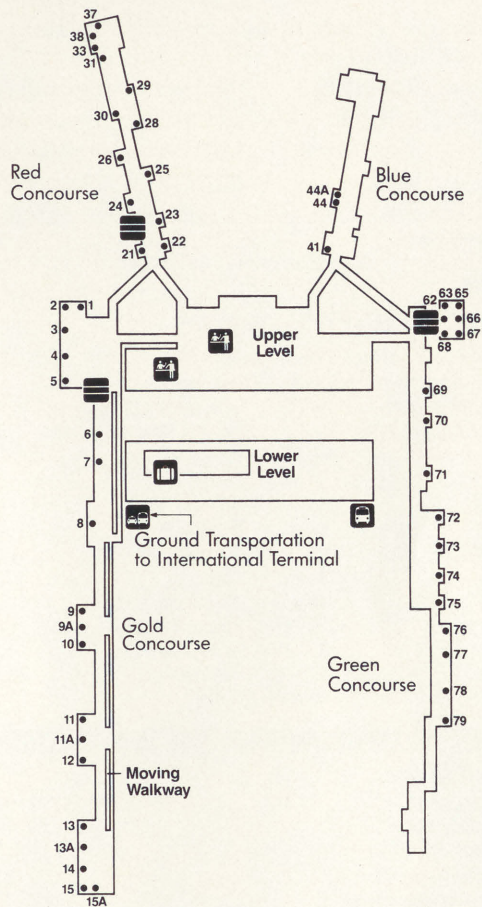 37
38
33
31
29
30
28
26
25
24
23
21
22
Red
Concourse
44A
44
41
Blue
Concourse
2
1
3
4
5
6
7
8
9
9A
10
11
11A
12
13
13A
14
15
15A
Upper
Level
Lower
Level
Ground Transportation
to International Terminal
Gold
Concourse
Moving
Walkway
62
63
65
66
67
68
69
70
71
72
73
74
75
76
77
78
79
Green
Concourse